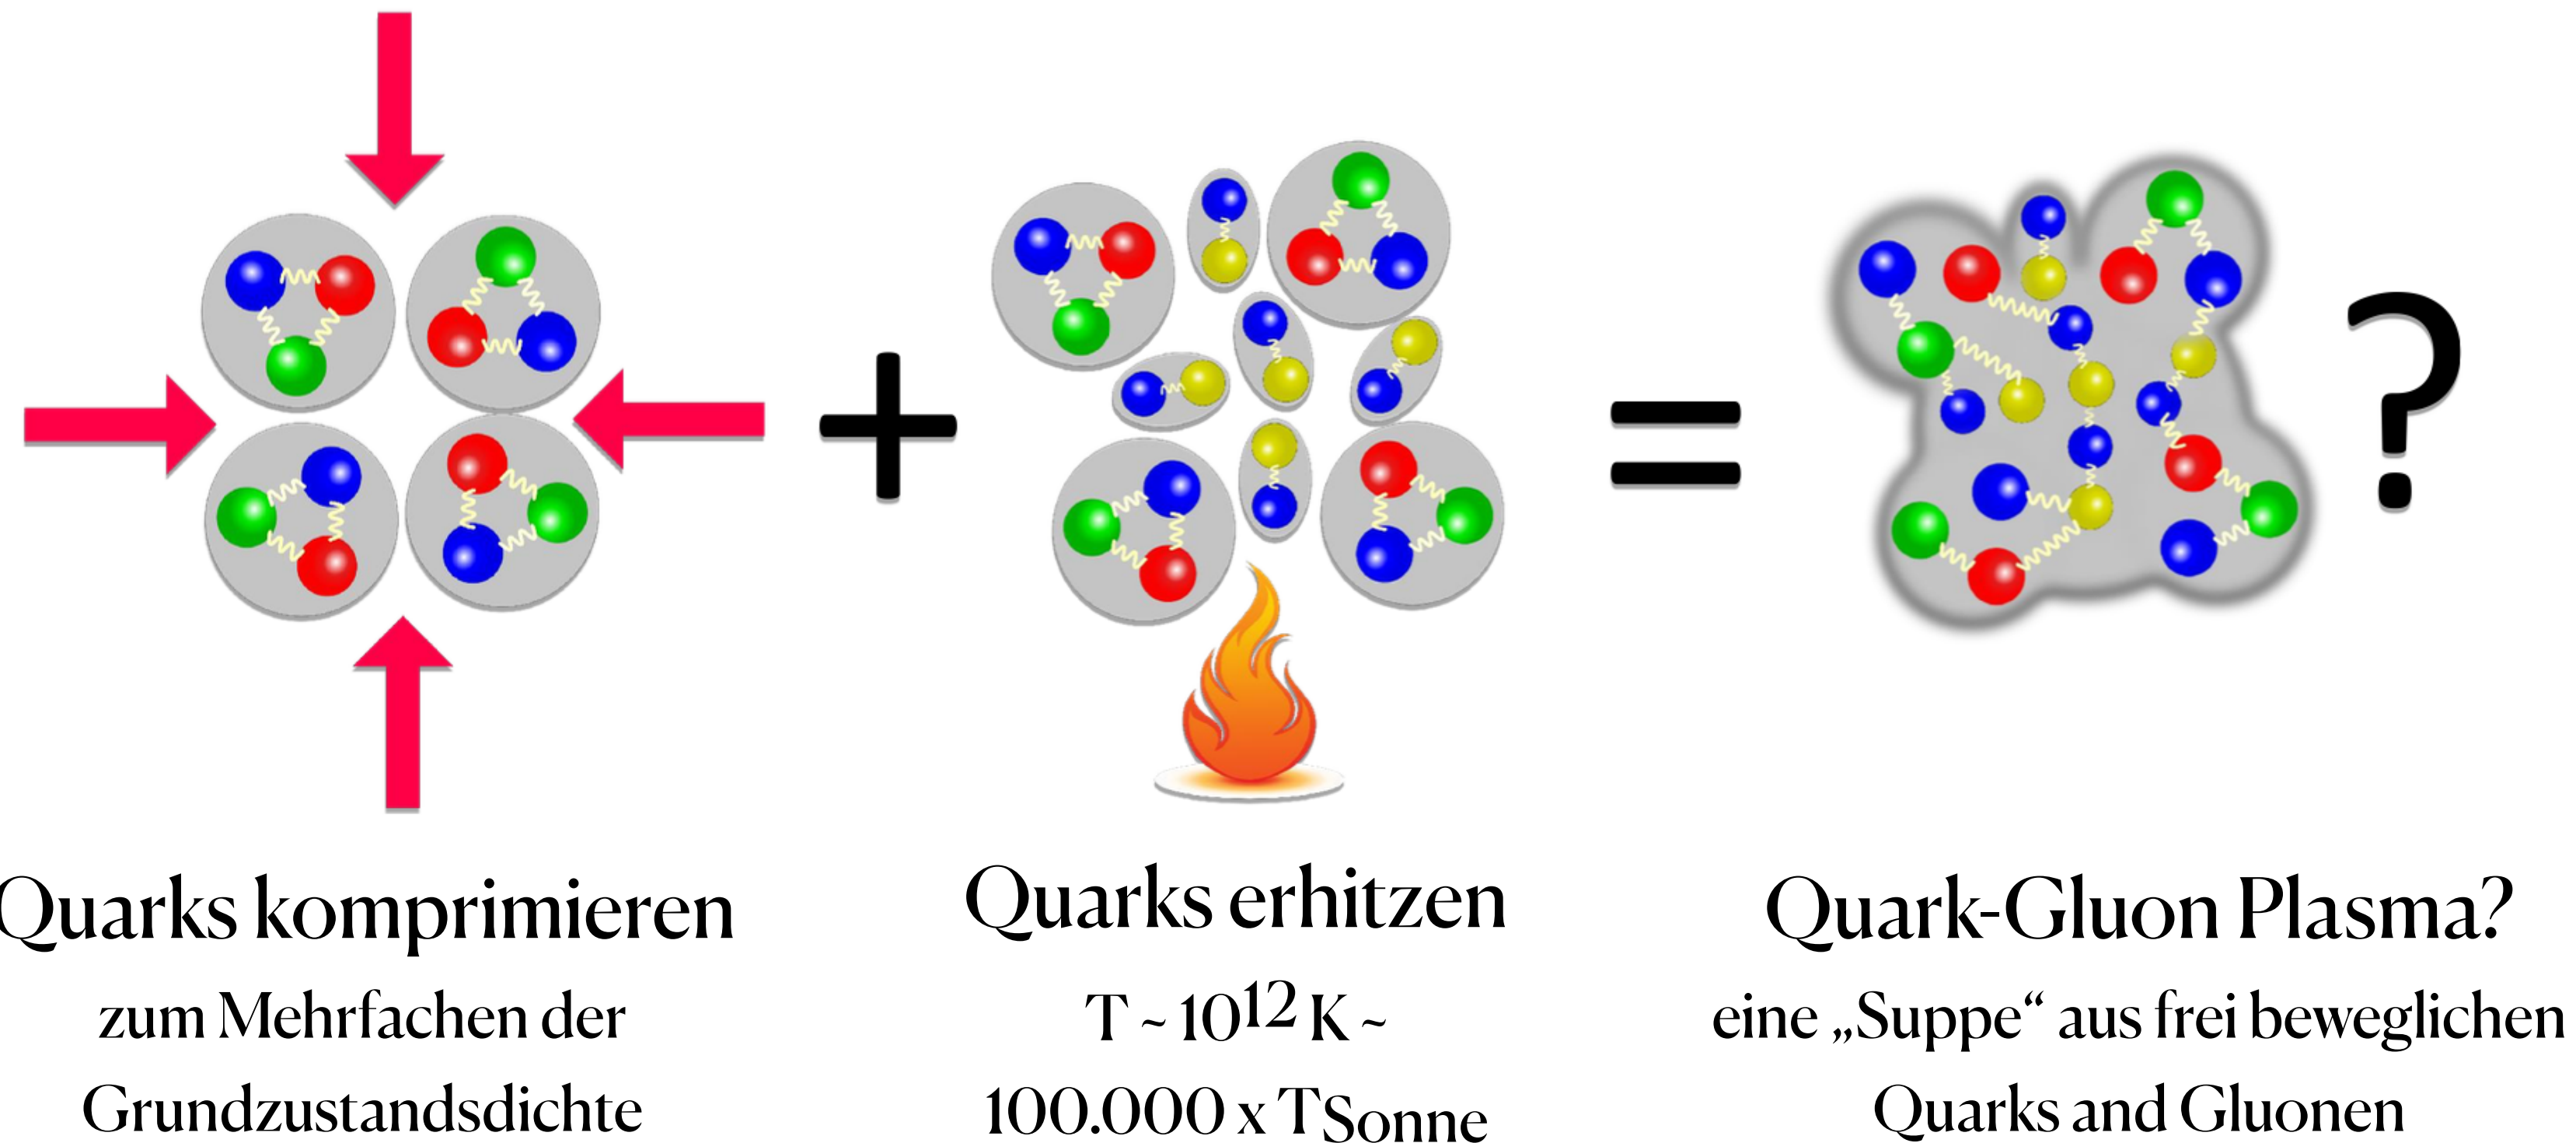 +
=
?
Quarks komprimieren
zum Mehrfachen der
Grundzustandsdichte
Quarks erhitzen
T ~ 10¹² K ~
100.000 x TSonne
Quark-Gluon Plasma?
eine „Suppe“ aus frei beweglichen
Quarks and Gluonen